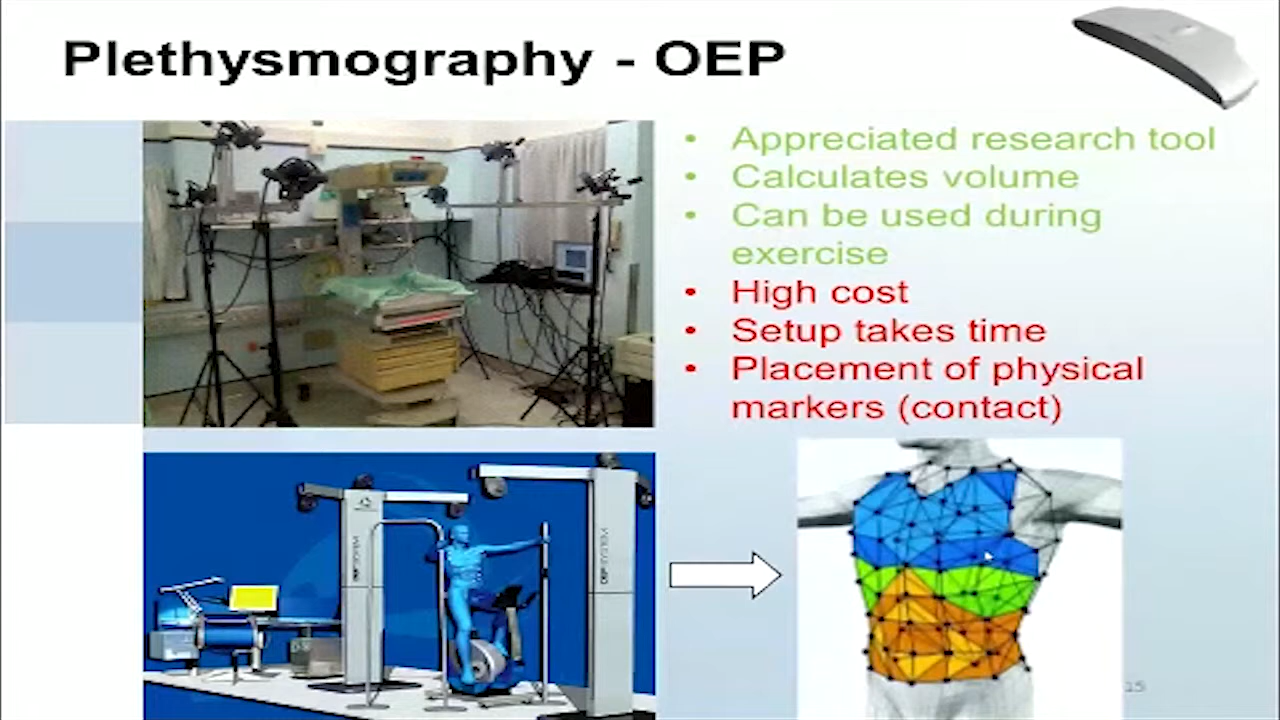 Plethysmography - OEP
• Appreciated research tool
• Calculates volume
• Can be used during
exercise
• High cost
• Setup takes time
• Placement of physical
markers (contact)
15